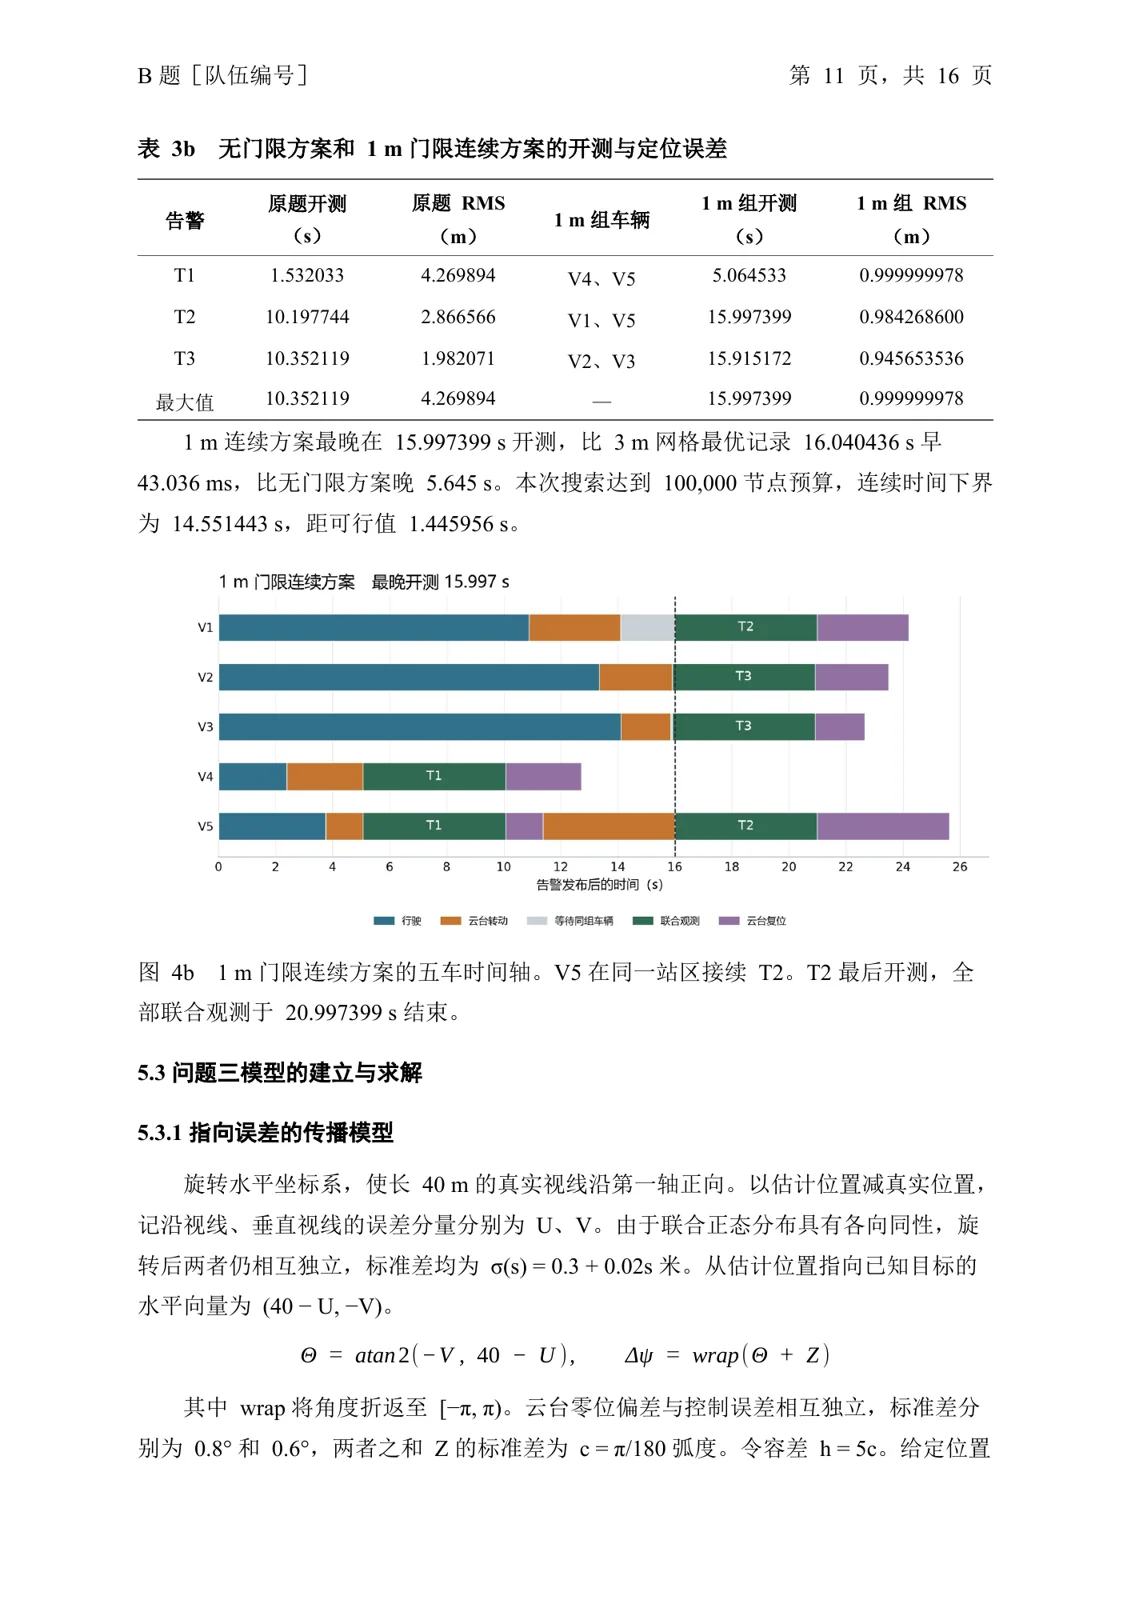 B 题［队伍编号］ 第 11 页，共 16 页
表 3b 无门限方案和 1 m 门限连续方案的开测与定位误差
告警 原题开测（s） 原题 RMS（m） 1 m 组车辆 1 m 组开测（s） 1 m 组 RMS（m）
T1 1.532033 4.269894 V4、V5 5.064533 0.999999978
T2 10.197744 2.866566 V1、V5 15.997399 0.984268600
T3 10.352119 1.982071 V2、V3 15.915172 0.945653536
最大值 10.352119 4.269894 — 15.997399 0.999999978
1 m 连续方案最晚在 15.997399 s 开测，比 3 m 网格最优记录 16.040436 s 早
43.036 ms，比无门限方案晚 5.645 s。本次搜索达到 100,000 节点预算，连续时间下界
为 14.551443 s，距可行值 1.445956 s。
1 m 门限连续方案 最晚开测 15.997 s
V1 T2
V2 T3
V3 T3
V4 T1
V5 T1 T2
0 2 4 6 8 10 12 14 16 18 20 22 24 26
告警发布后的时间（s）
行驶 云台转动 等待同组车辆 联合观测 云台复位
图 4b 1 m 门限连续方案的五车时间轴。V5 在同一站区接续 T2。T2 最后开测，全
部联合观测于 20.997399 s 结束。
5.3 问题三模型的建立与求解
5.3.1 指向误差的传播模型
旋转水平坐标系，使长 40 m 的真实视线沿第一轴正向。以估计位置减真实位置，
记沿视线、垂直视线的误差分量分别为 U、V。由于联合正态分布具有各向同性，旋
转后两者仍相互独立，标准差均为 σ(s) = 0.3 + 0.02s 米。从估计位置指向已知目标的
水平向量为 (40 − U, −V)。
Θ = atan2(−V , 40 − U), Δψ = wrap(Θ + Z)
其中 wrap 将角度折返至 [−π, π)。云台零位偏差与控制误差相互独立，标准差分
别为 0.8° 和 0.6°，两者之和 Z 的标准差为 c = π/180 弧度。令容差 h = 5c。给定位置